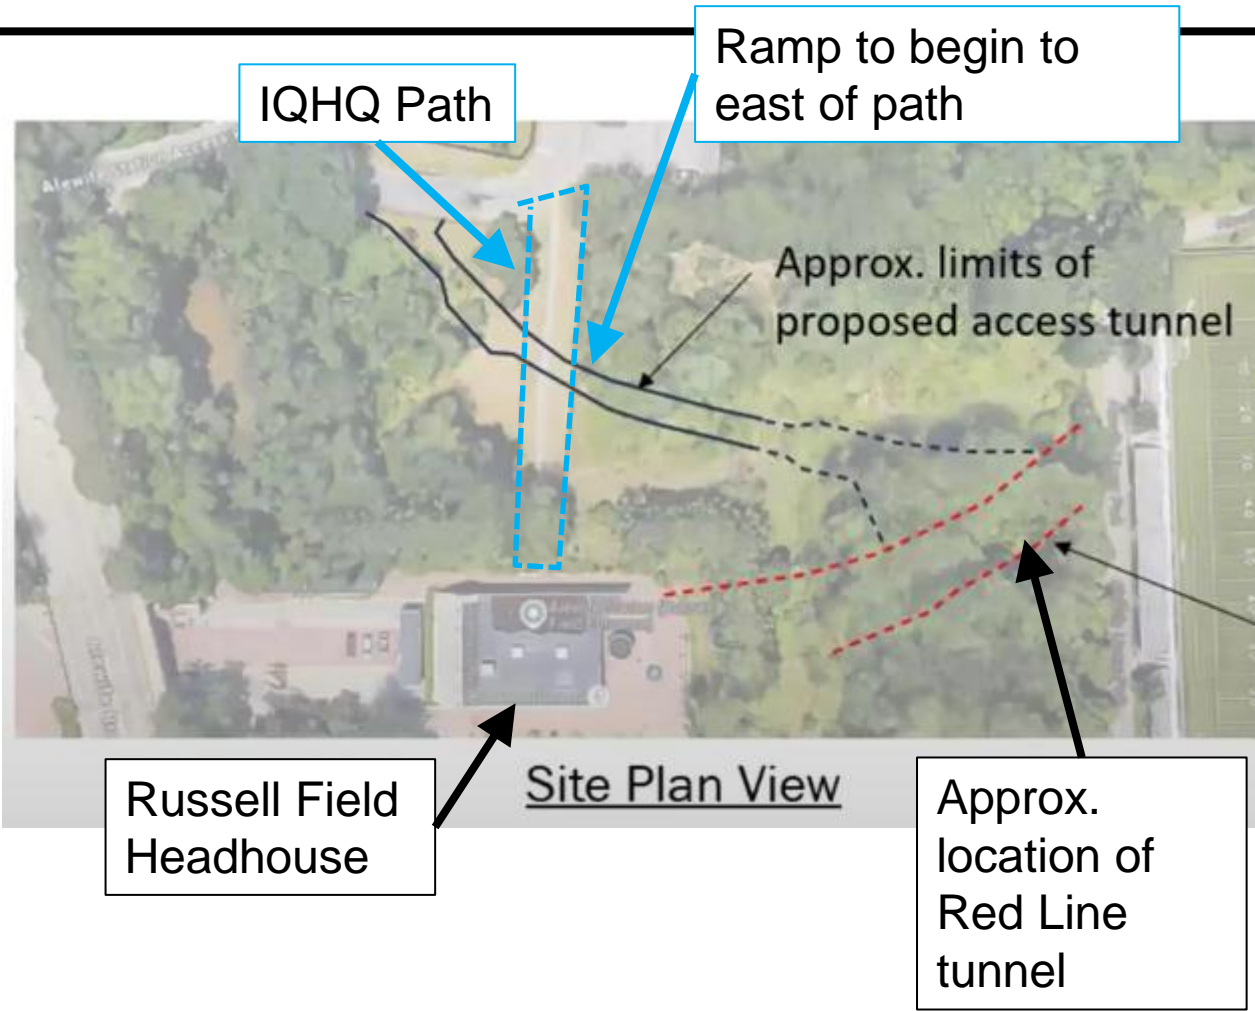 Ramp to begin to
east of path
IQHQ Path
Approx. limits of
proposed access tunnel
Russell Field
Headhouse
Site Plan View
Approx.
location of
Red Line
tunnel